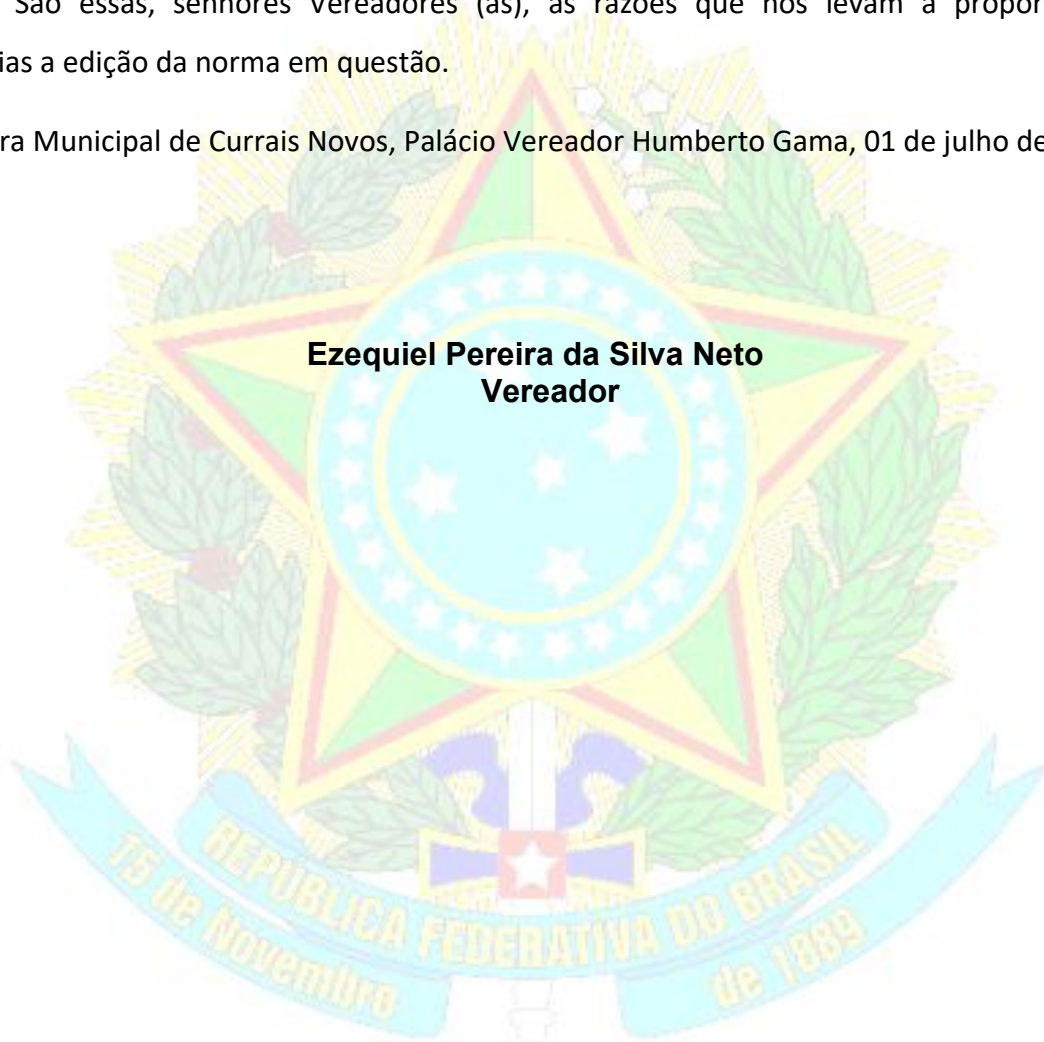 São essas, senhores Vereadores (as), as razões que nos levam a propor
ias a edição da norma em questão.
ra Municipal de Currais Novos, Palácio Vereador Humberto Gama, 01 de julho de
Ezequiel Pereira da Silva Neto
Vereador
REPÚBLICA FEDERATIVA DO BRASIL
15 de Novembro
de 1889